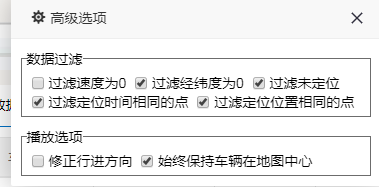 高级选项
数据过滤
过滤速度为0 过滤经纬度为0 过滤未定位
过滤定位时间相同的点 过滤定位位置相同的点
播放选项
修正行进方向 始终保持车辆在地图中心